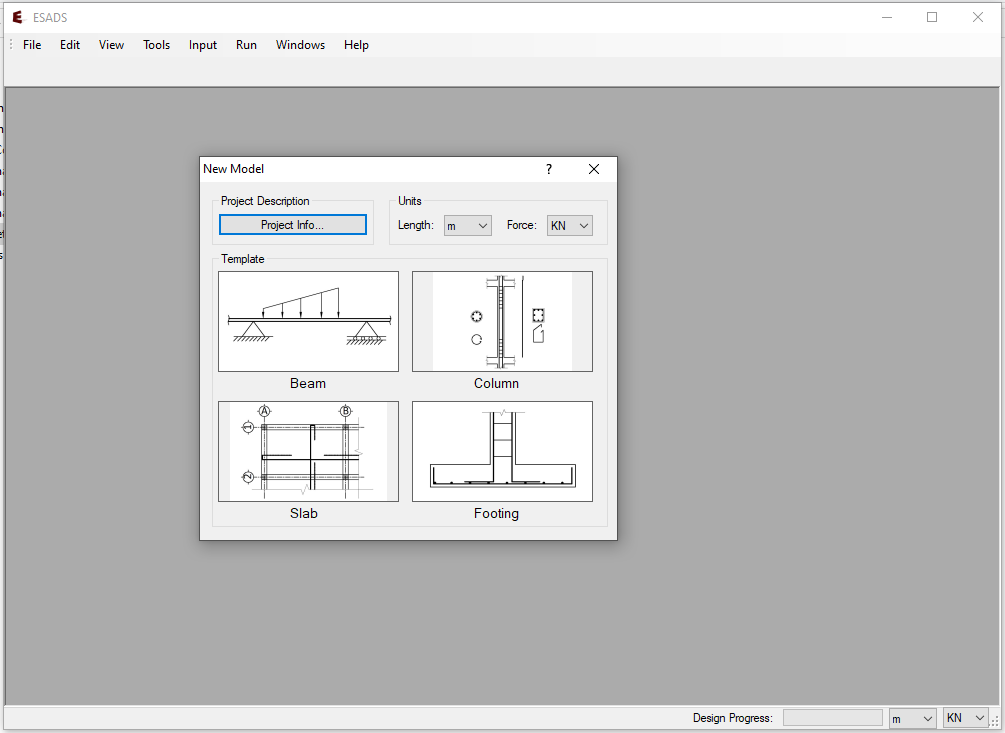 ESADS
File Edit View Tools Input Run Windows Help
New Model ?
Project Description
Project Info...
Units
Length: m Force: KN
Template
Beam
Column
A B
1
2
Slab
Footing
Design Progress: m KN